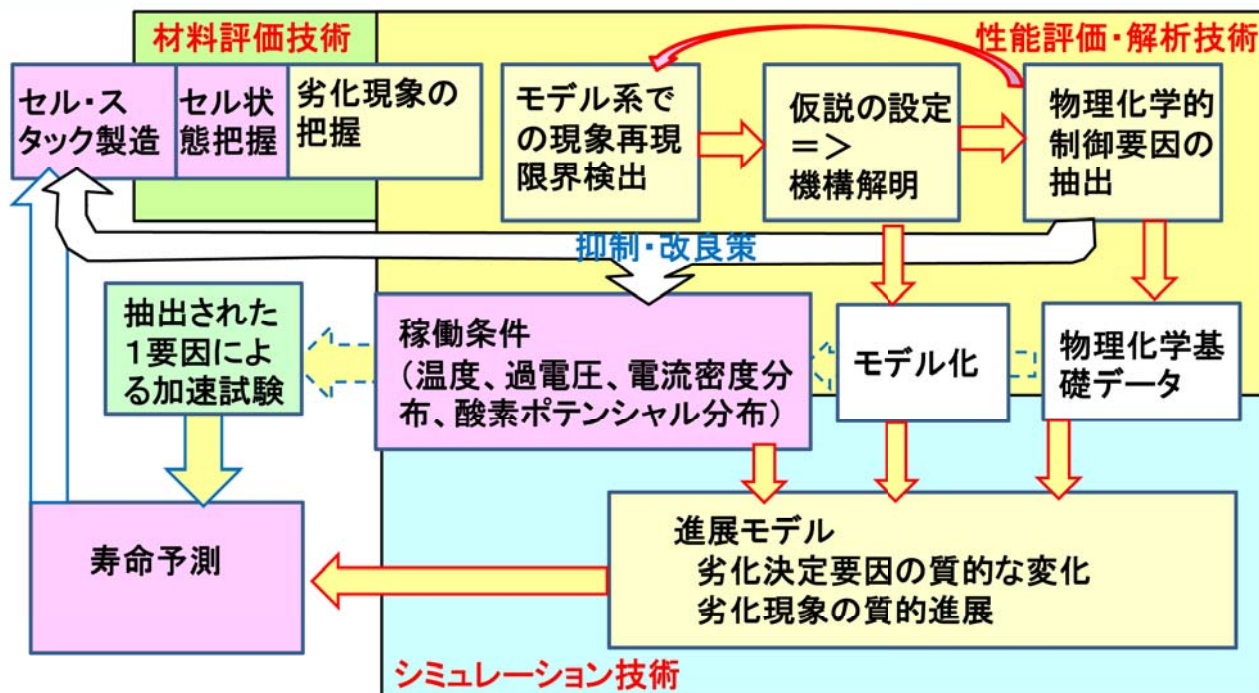 材料評価技術
性能評価・解析技術
セル・ス
タック製造
セル状
態把握
劣化現象の
把握
モデル系で
の現象再現
限界検出
仮説の設定
=>
機構解明
物理化学的
制御要因の
抽出
抑制・改良策
抽出された
1要因によ
る加速試験
稼働条件
(温度、過電圧、電流密度分
布、酸素ポテンシャル分布)
モデル化
物理化学基
礎データ
寿命予測
進展モデル
劣化決定要因の質的な変化
劣化現象の質的進展
シミュレーション技術